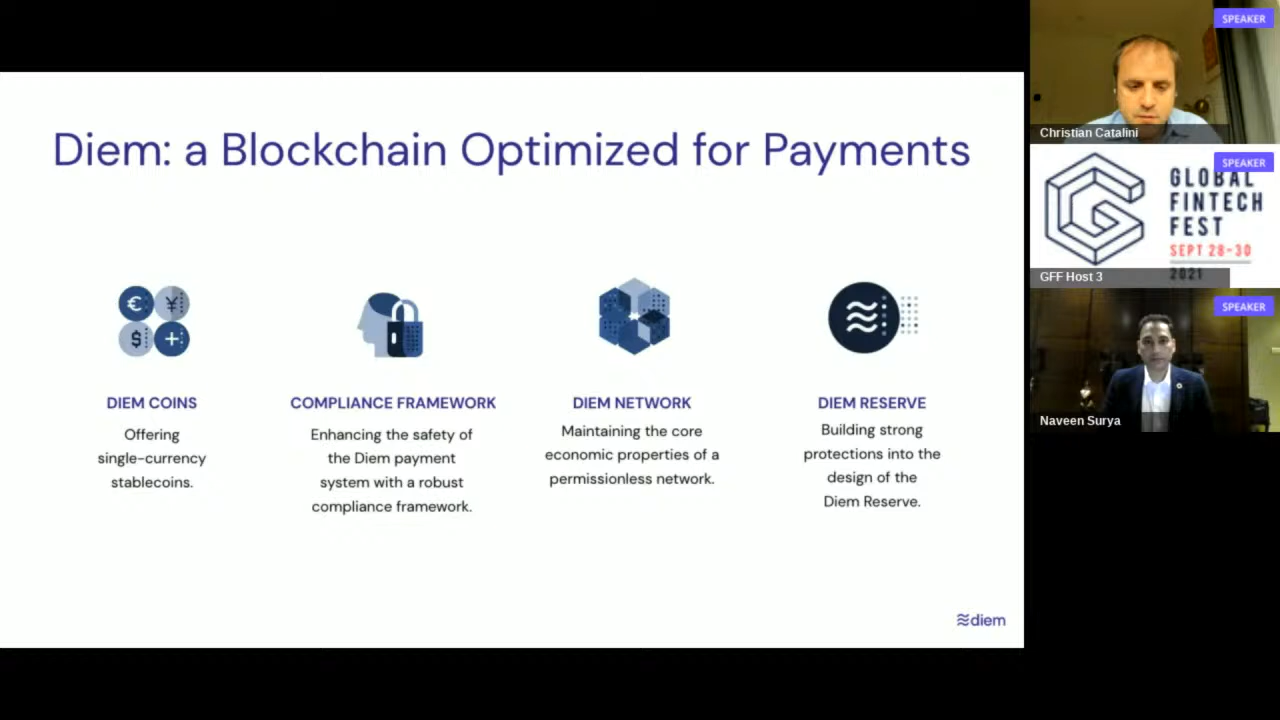 Diem: a Blockchain Optimized for Payments
€ ¥
$ +
DIEM COINS
Offering
single-currency
stablecoins.
COMPLIANCE FRAMEWORK
Enhancing the safety of
the Diem payment
system with a robust
compliance framework.
DIEM NETWORK
Maintaining the core
economic properties of a
permissionless network.
DIEM RESERVE
Building strong
protections into the
design of the
Diem Reserve.
diem
SPEAKER
Christian Catalini
SPEAKER
GLOBAL
FINTECH
FEST
SEPT 28-30
2021
GFF Host 3
SPEAKER
Naveen Surya